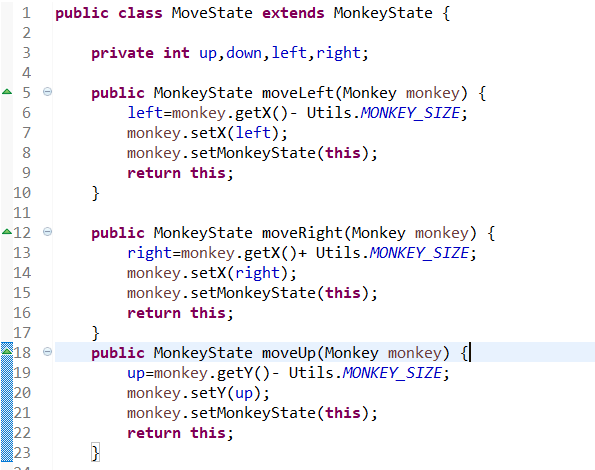 1 public class MoveState extends MonkeyState {
2
3     private int up,down,left,right;
4
5     public MonkeyState moveLeft(Monkey monkey) {
6         left=monkey.getX()- Utils.MONKEY_SIZE;
7         monkey.setX(left);
8         monkey.setMonkeyState(this);
9         return this;
10     }
11
12     public MonkeyState moveRight(Monkey monkey) {
13         right=monkey.getX()+ Utils.MONKEY_SIZE;
14         monkey.setX(right);
15         monkey.setMonkeyState(this);
16         return this;
17     }
18     public MonkeyState moveUp(Monkey monkey) {
19         up=monkey.getY()- Utils.MONKEY_SIZE;
20         monkey.setY(up);
21         monkey.setMonkeyState(this);
22         return this;
23     }